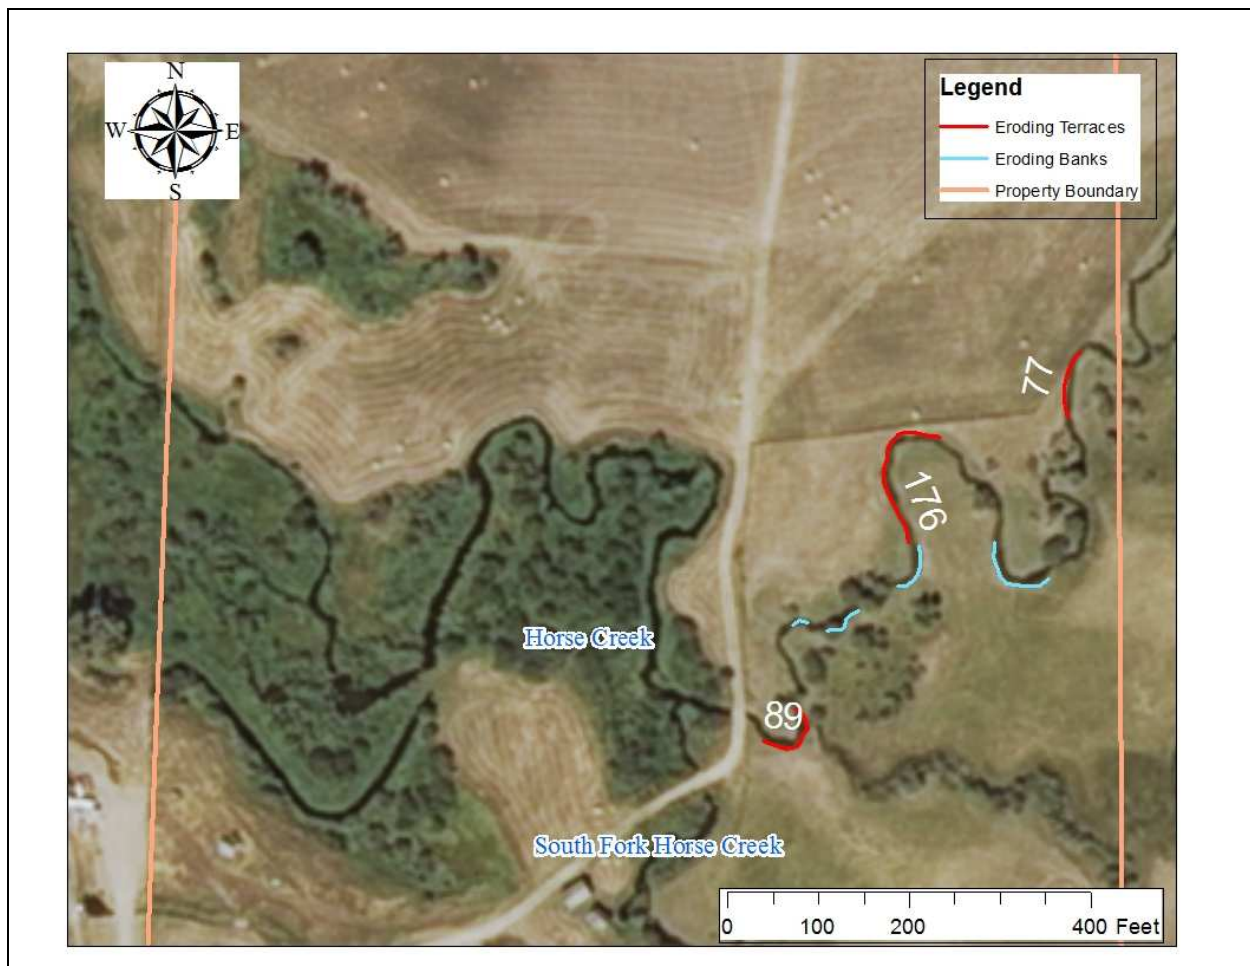 N
W E
S
Legend
Eroding Terraces
Eroding Banks
Property Boundary
77
176
Horse Creek
89
South Fork Horse Creek
0 100 200 400 Feet